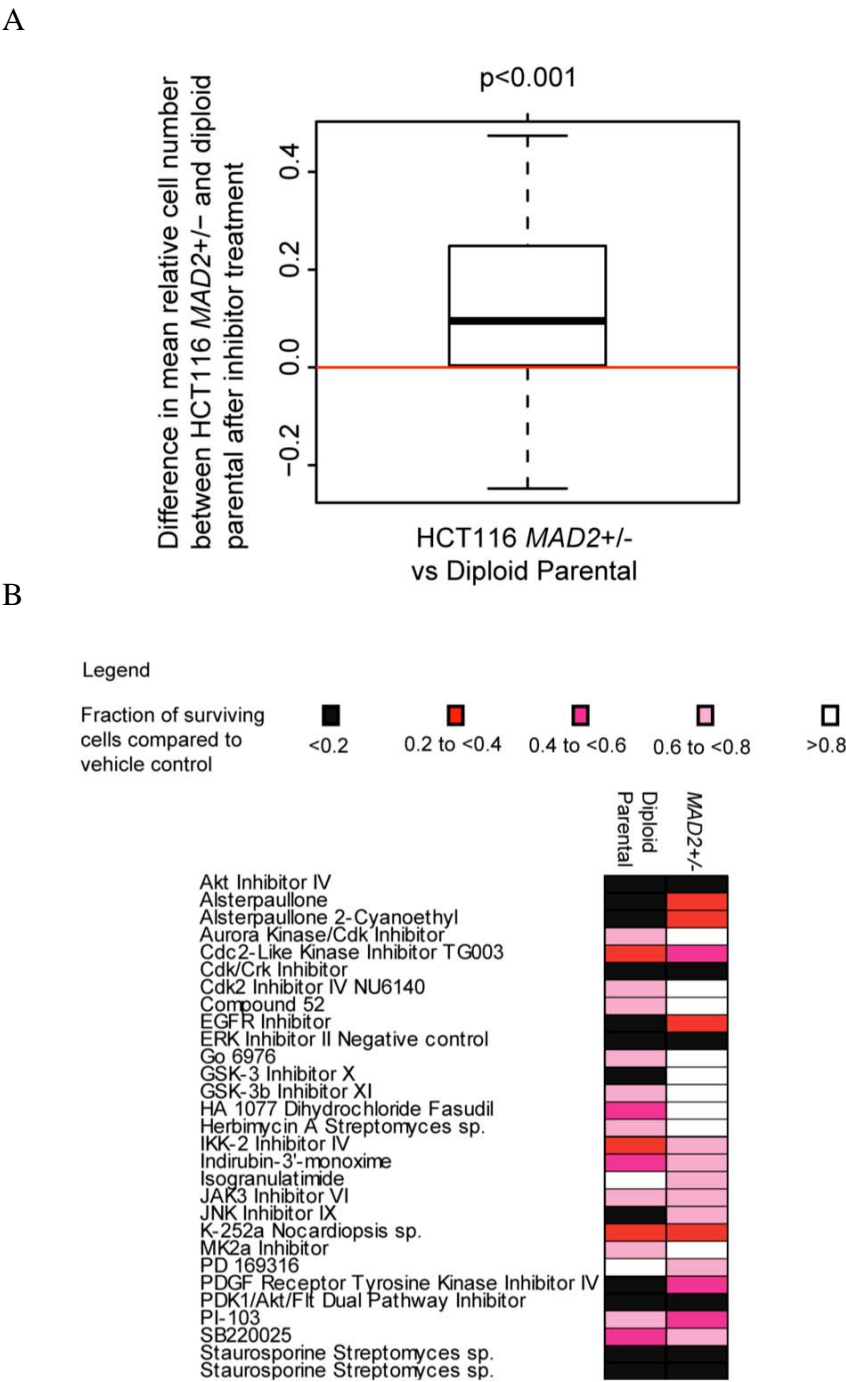 A
p<0.001
Difference in mean relative cell number
between HCT116 MAD2+/− and diploid
parental after inhibitor treatment
0.4
0.2
0.0
−0.2
HCT116 MAD2+/-
vs Diploid Parental
B
Legend
Fraction of surviving
cells compared to
vehicle control
<0.2
0.2 to <0.4
0.4 to <0.6
0.6 to <0.8
>0.8
Diploid
Parental
MAD2+/-
Akt Inhibitor IV
Alsterpaullone
Alsterpaullone 2-Cyanoethyl
Aurora Kinase/Cdk Inhibitor
Cdc2-Like Kinase Inhibitor TG003
Cdk/Crk Inhibitor
Cdk2 Inhibitor IV NU6140
Compound 52
EGFR Inhibitor
ERK Inhibitor II Negative control
Go 6976
GSK-3 Inhibitor X
GSK-3b Inhibitor XI
HA 1077 Dihydrochloride Fasudil
Herbimycin A Streptomyces sp.
IKK-2 Inhibitor IV
Indirubin-3'-monoxime
Isogranulatimide
JAK3 Inhibitor VI
JNK Inhibitor IX
K-252a Nocardiopsis sp.
MK2a Inhibitor
PD 169316
PDGF Receptor Tyrosine Kinase Inhibitor IV
PDK1/Akt/Flt Dual Pathway Inhibitor
PI-103
SB220025
Staurosporine Streptomyces sp.
Staurosporine Streptomyces sp.